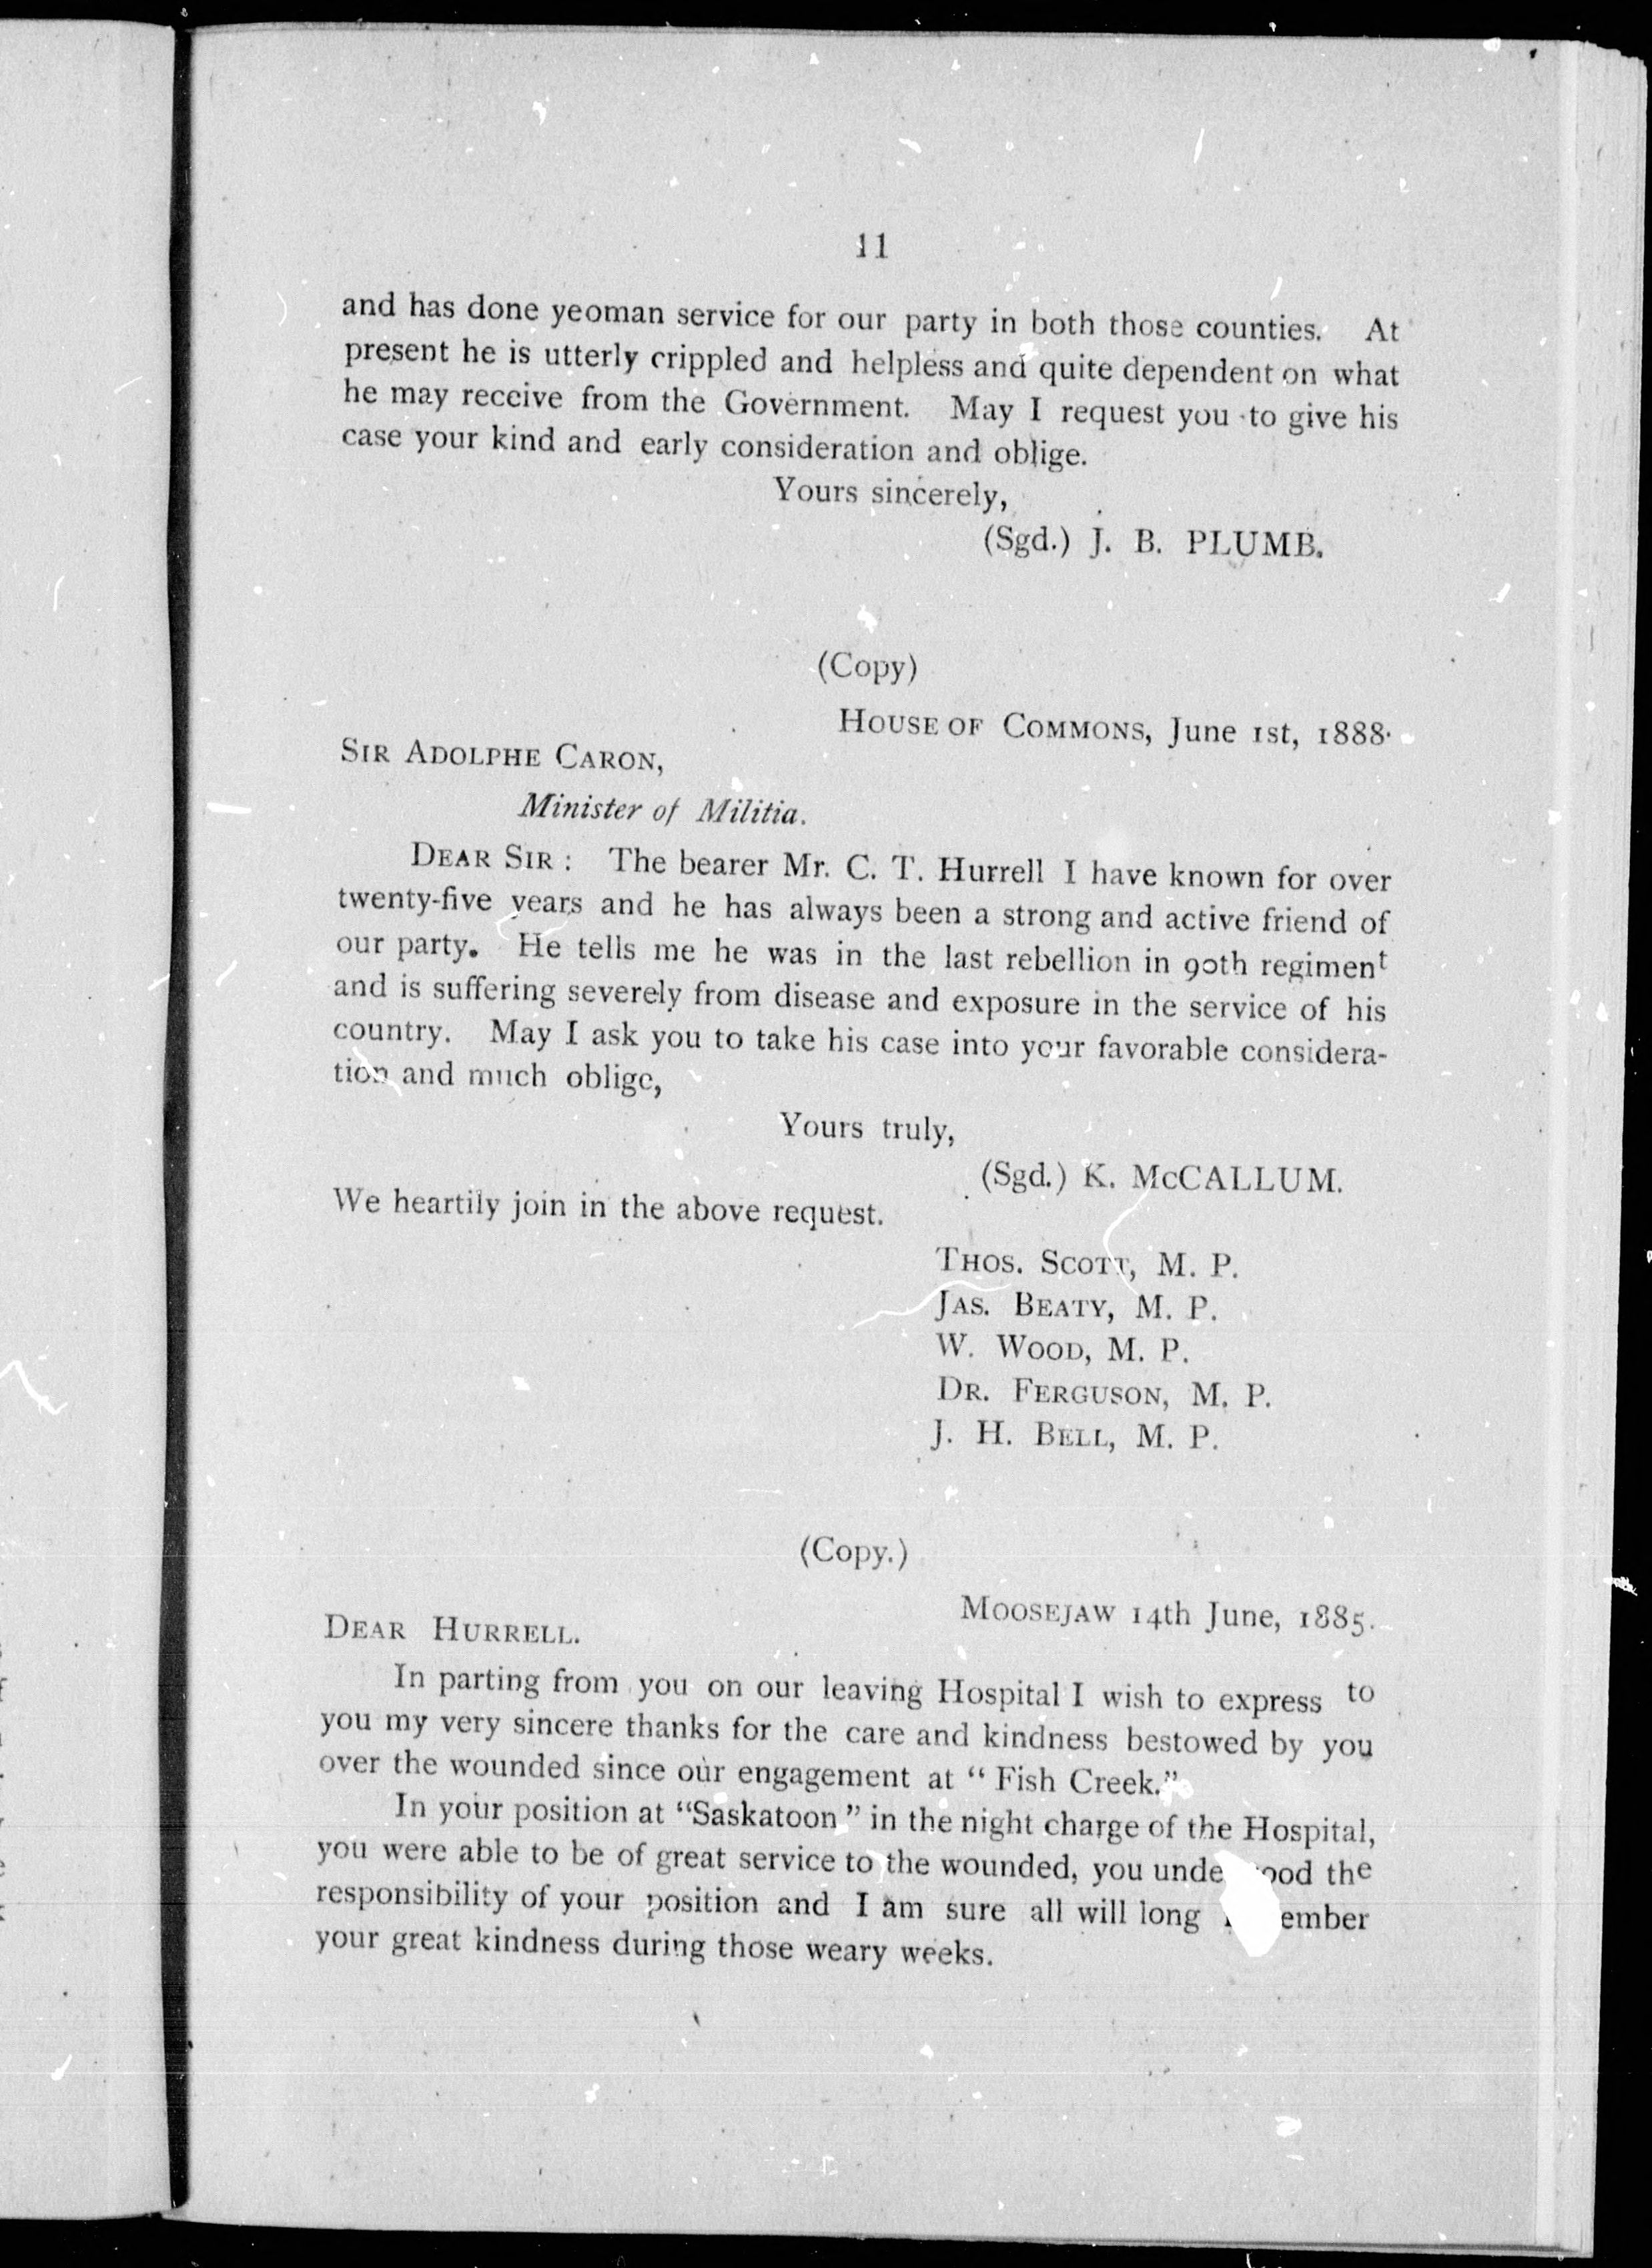 11
and has done yeoman service for our party in both those counties. At
present he is utterly crippled and helpless and quite dependent on what
he may receive from the Government. May I request you to give his
case your kind and early consideration and oblige.
Yours sincerely,
(Sgd.) J. B. PLUMB.
(Copy)
HOUSE OF COMMONS, June 1st, 1888.
SIR ADOLPHE CARON,
Minister of Militia.
DEAR SIR : The bearer Mr. C. T. Hurrell I have known for over
twenty-five years and he has always been a strong and active friend of
our party. He tells me he was in the last rebellion in 90th regiment
and is suffering severely from disease and exposure in the service of his
country. May I ask you to take his case into your favorable considera-
tion and much oblige,
Yours truly,
(Sgd.) K. McCALLUM.
We heartily join in the above request.
THOS. SCOTT, M. P.
JAS. BEATY, M. P.
W. WOOD, M. P.
DR. FERGUSON, M. P.
J. H. BELL, M. P.
(Copy.)
MOOSEJAW 14th June, 1885.
DEAR HURRELL.
In parting from you on our leaving Hospital I wish to express to
you my very sincere thanks for the care and kindness bestowed by you
over the wounded since our engagement at “ Fish Creek.”
In your position at “Saskatoon ” in the night charge of the Hospital,
you were able to be of great service to the wounded, you unde ood the
responsibility of your position and I am sure all will long ember
your great kindness during those weary weeks.